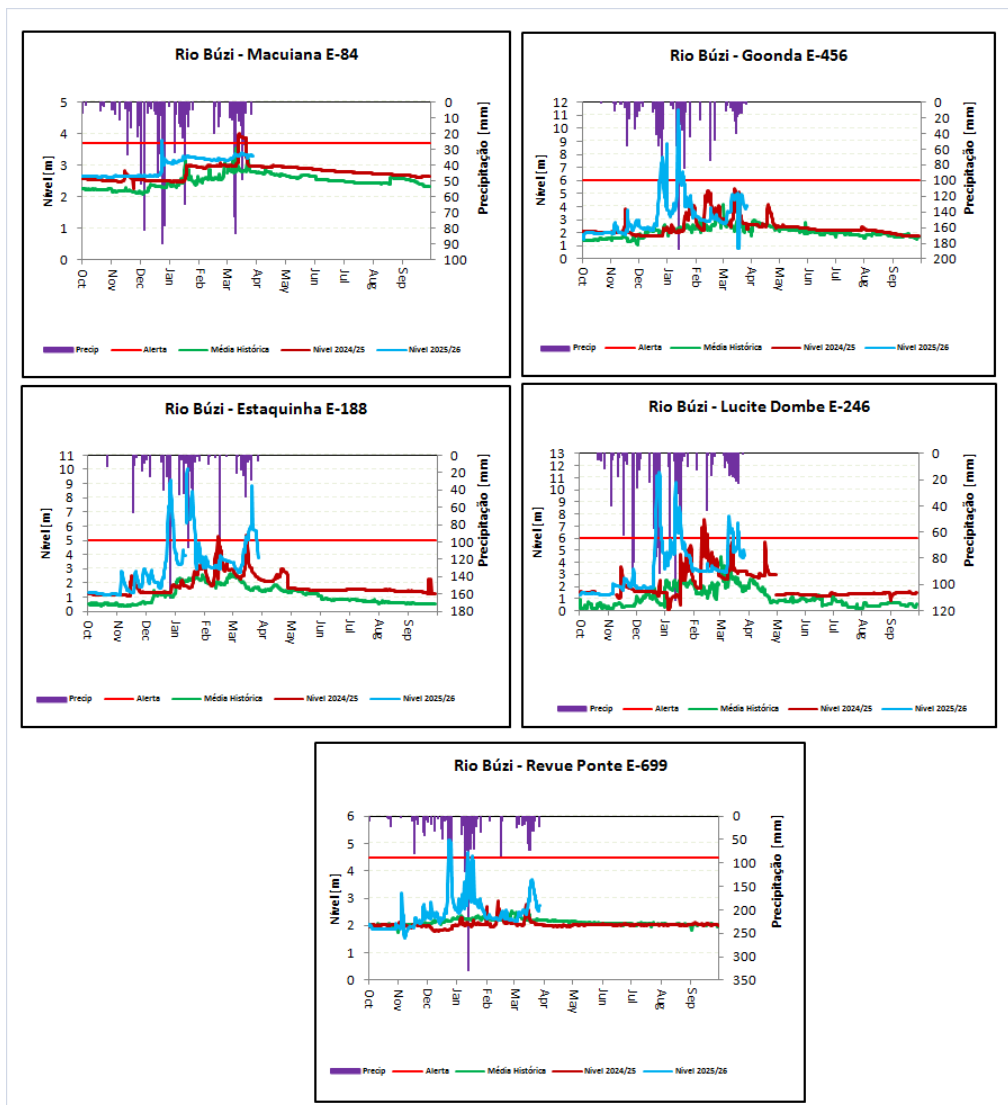 Rio Búzi - Macuiana E-84
5
4
3
2
1
0
Nível [m]
0
10
20
30
40
50
60
70
80
90
100
Precipitação [mm]
Oct
Nov
Dec
Jan
Feb
Mar
Apr
May
Jun
Jul
Aug
Sep
Precip
Alerta
Média Histórica
Nivel 2024/25
Nivel 2025/26
Rio Búzi - Goonda E-456
12
11
10
9
8
7
6
5
4
3
2
1
0
Nível [m]
0
20
40
60
80
100
120
140
160
180
200
Precipitação [mm]
Oct
Nov
Dec
Jan
Feb
Mar
Apr
May
Jun
Jul
Aug
Sep
Precip
Alerta
Média Histórica
Nivel 2024/25
Nivel 2025/26
Rio Búzi - Estaquinha E-188
11
10
9
8
7
6
5
4
3
2
1
0
Nível [m]
0
20
40
60
80
100
120
140
160
180
Precipitação [mm]
Oct
Nov
Dec
Jan
Feb
Mar
Apr
May
Jun
Jul
Aug
Sep
Precip
Alerta
Média Histórica
Nivel 2024/25
Nivel 2025/26
Rio Búzi - Lucite Dombe E-246
13
12
11
10
9
8
7
6
5
4
3
2
1
0
Nível [m]
0
20
40
60
80
100
120
Precipitação [mm]
Oct
Nov
Dec
Jan
Feb
Mar
Apr
May
Jun
Jul
Aug
Sep
Precip
Alerta
Média Histórica
Nivel 2024/25
Nivel 2025/26
Rio Búzi - Revue Ponte E-699
6
5
4
3
2
1
0
Nível [m]
0
50
100
150
200
250
300
350
Precipitação [mm]
Oct
Nov
Dec
Jan
Feb
Mar
Apr
May
Jun
Jul
Aug
Sep
Precip
Alerta
Média Histórica
Nivel 2024/25
Nivel 2025/26